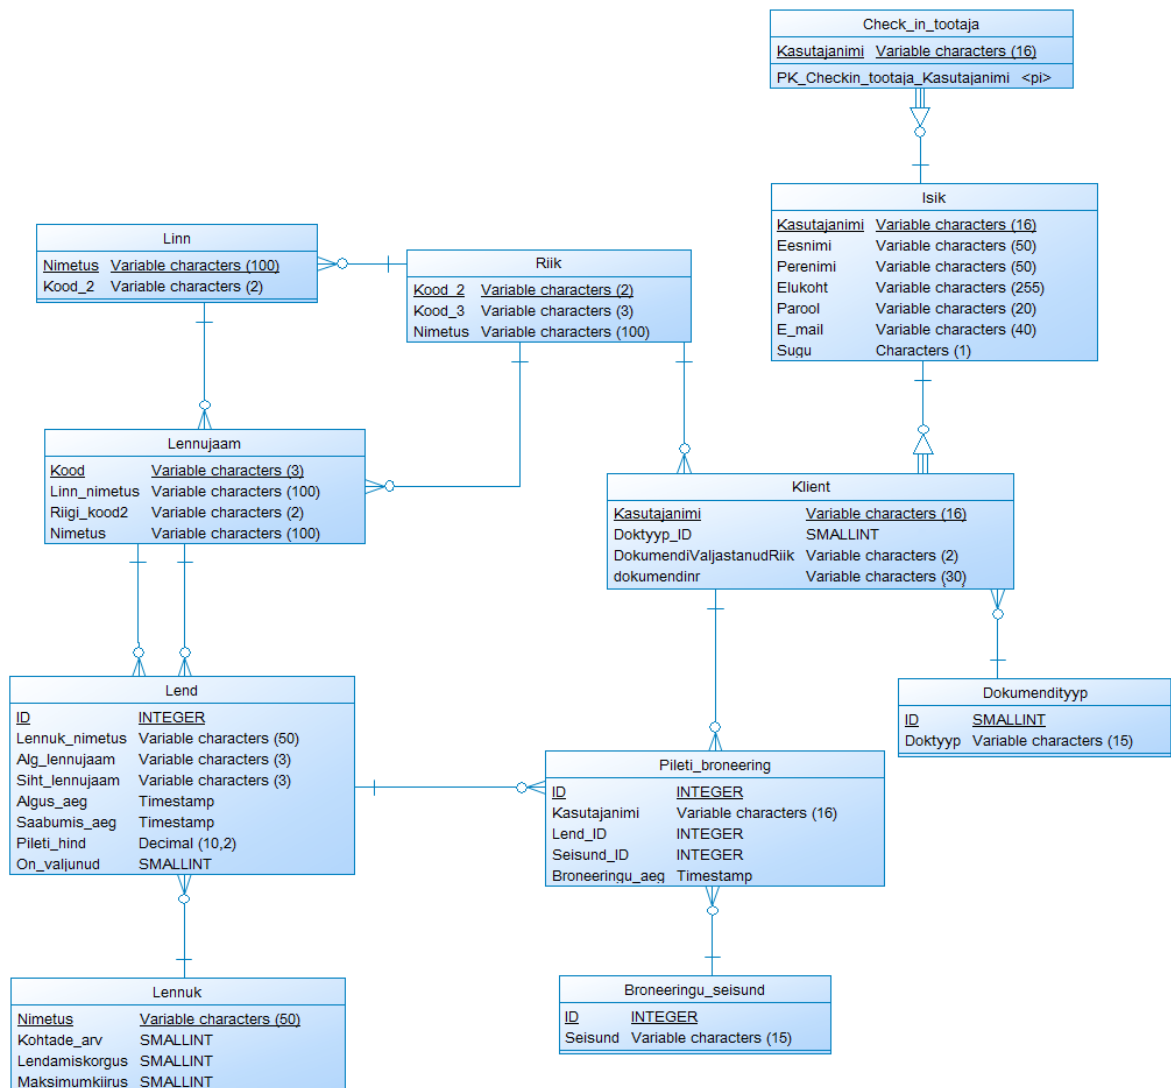 Check_in_tootaja
Kasutajanimi Variable characters (16)
PK_Checkin_tootaja_Kasutajanimi <pi>
Isik
Kasutajanimi Variable characters (16)
Eesnimi Variable characters (50)
Perenimi Variable characters (50)
Elukoht Variable characters (255)
Parool Variable characters (20)
E_mail Variable characters (40)
Sugu Characters (1)
Linn
Nimetus Variable characters (100)
Kood_2 Variable characters (2)
Riik
Kood_2 Variable characters (2)
Kood_3 Variable characters (3)
Nimetus Variable characters (100)
Lennujaam
Kood Variable characters (3)
Linn_nimetus Variable characters (100)
Riigi_kood2 Variable characters (2)
Nimetus Variable characters (100)
Klient
Kasutajanimi Variable characters (16)
Doktyyp_ID SMALLINT
DokumendiValjastanudRiik Variable characters (2)
dokumendinr Variable characters (30)
Lend
ID INTEGER
Lennuk_nimetus Variable characters (50)
Alg_lennujaam Variable characters (3)
Siht_lennujaam Variable characters (3)
Algus_aeg Timestamp
Saabumis_aeg Timestamp
Pileti_hind Decimal (10,2)
On_valjunud SMALLINT
Dokumendityyp
ID SMALLINT
Doktyyp Variable characters (15)
Pileti_broneering
ID INTEGER
Kasutajanimi Variable characters (16)
Lend_ID INTEGER
Seisund_ID INTEGER
Broneeringu_aeg Timestamp
Lennuk
Nimetus Variable characters (50)
Kohtade_arv SMALLINT
Lendamiskorgus SMALLINT
Maksimumkiirus SMALLINT
Broneeringu_seisund
ID INTEGER
Seisund Variable characters (15)